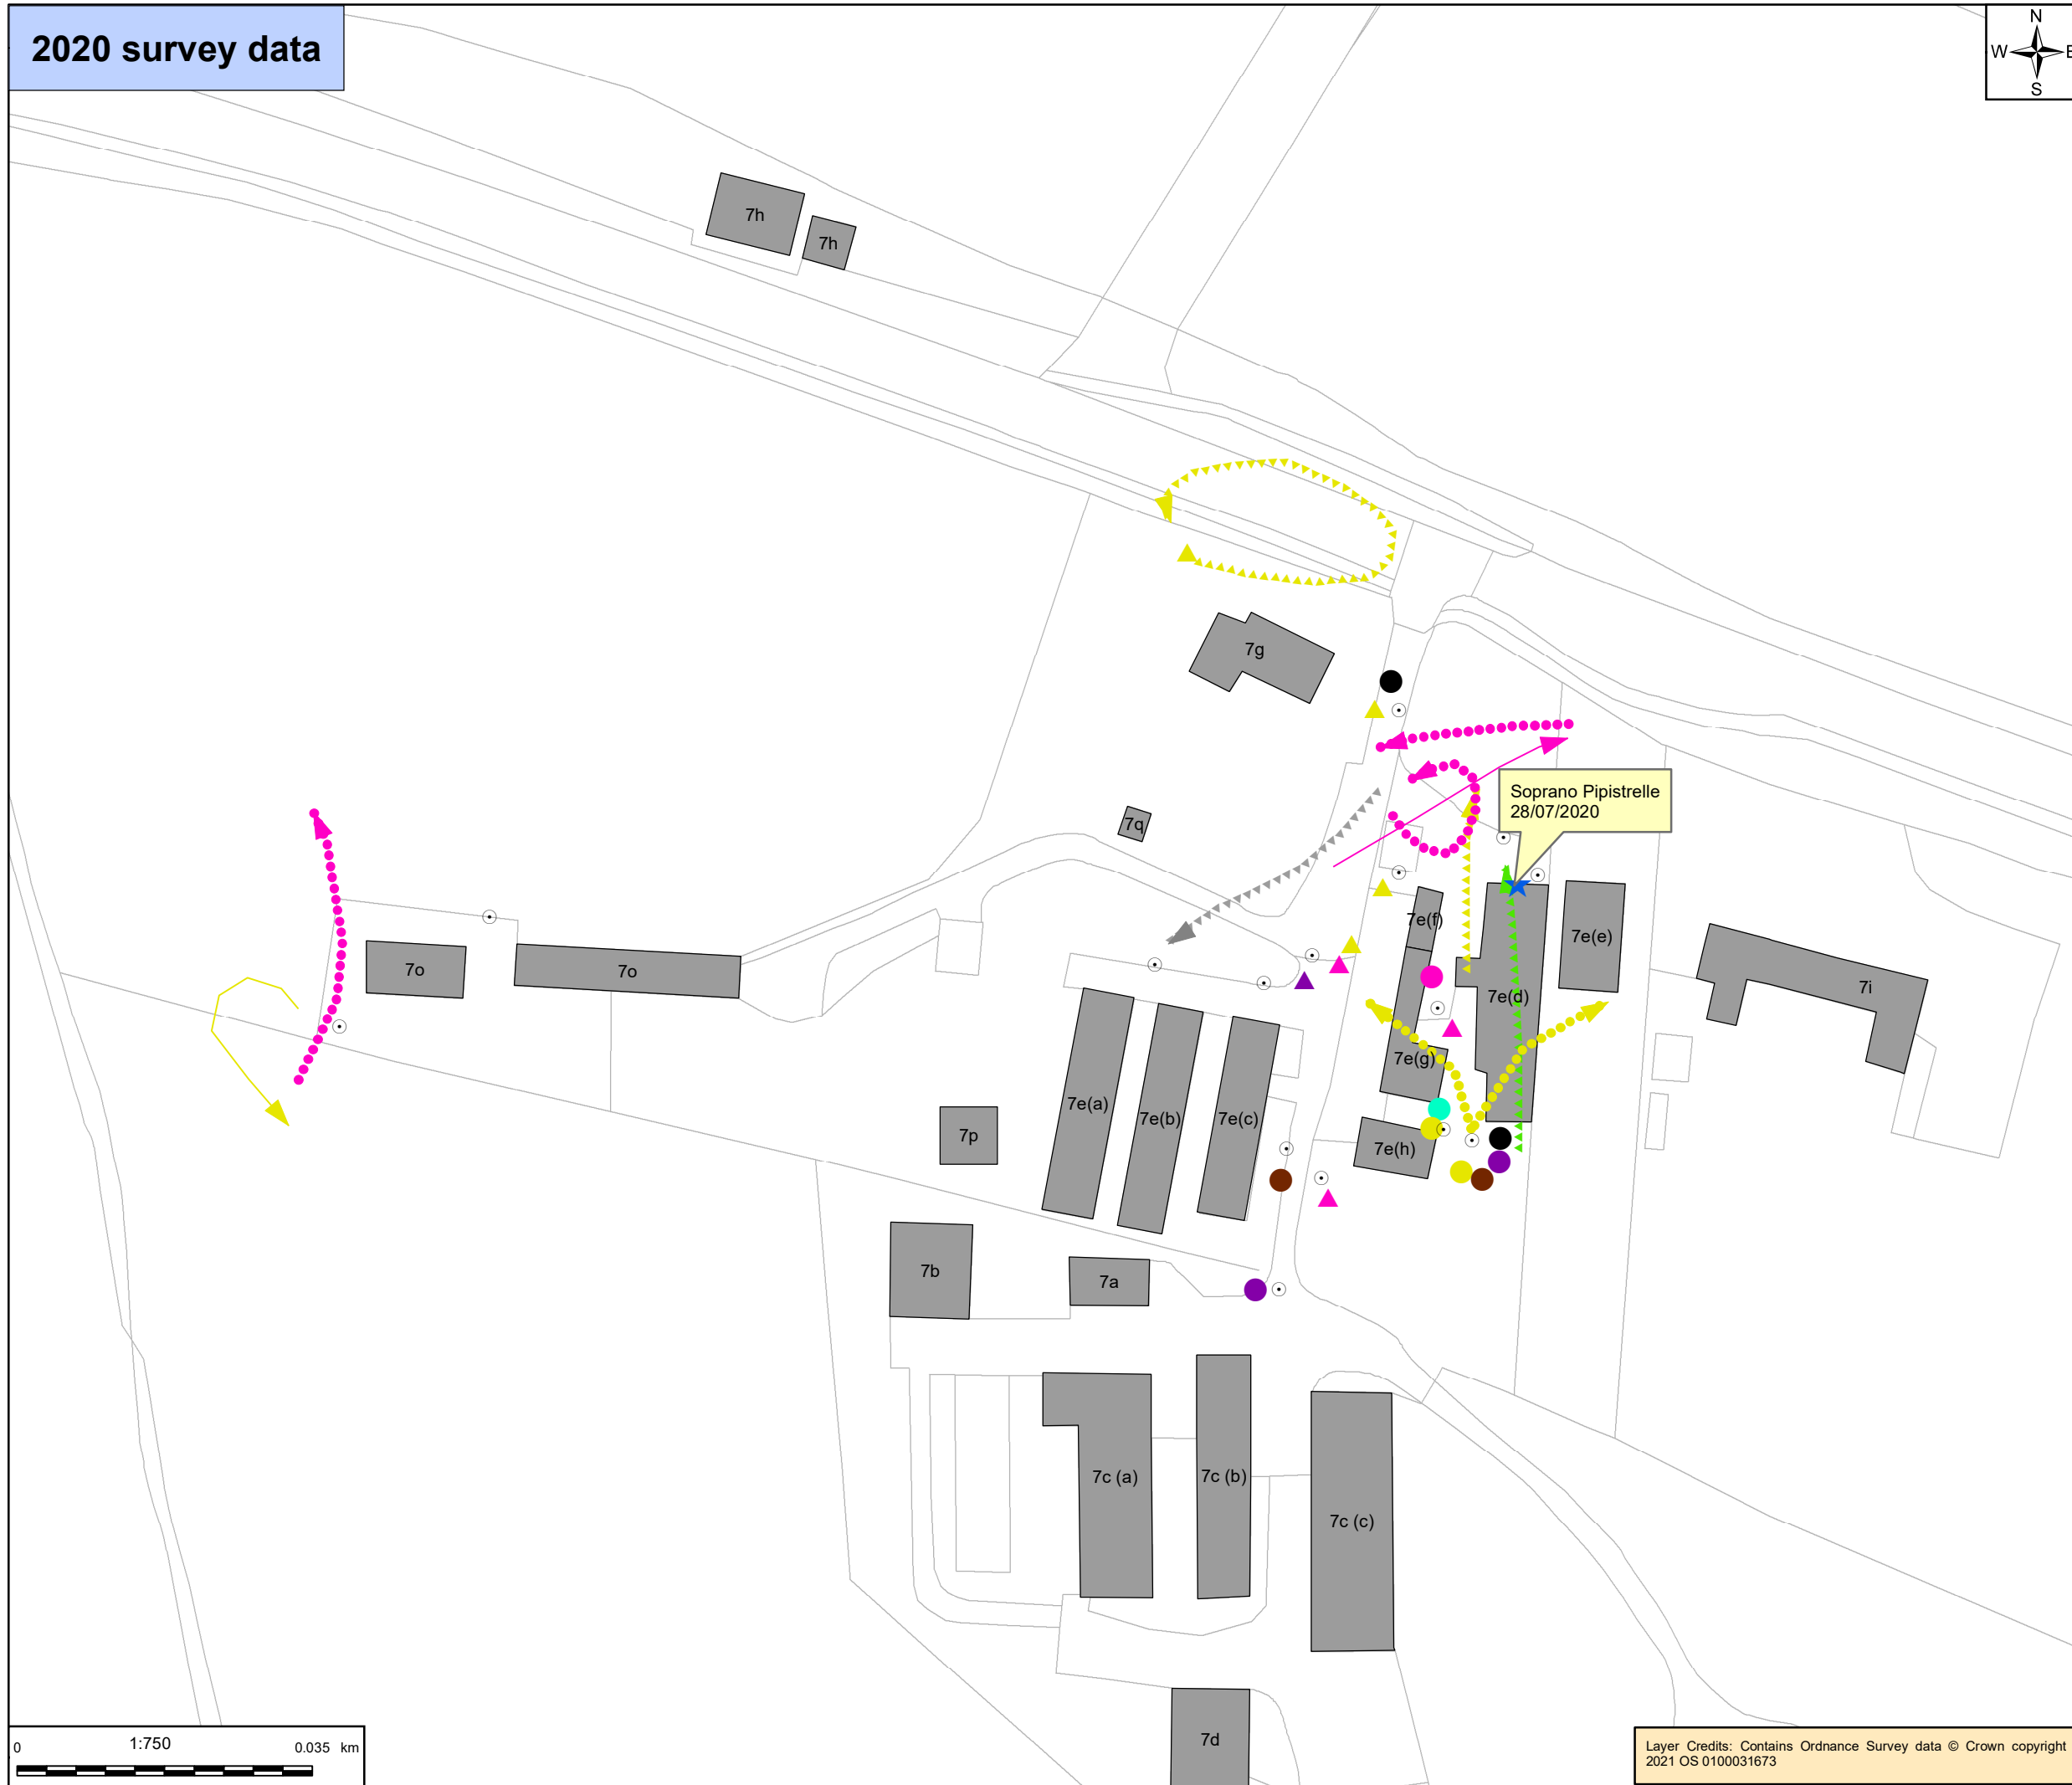 2020 survey data
N
W E
S
7h
7h
7g
Soprano Pipistrelle
28/07/2020
7q
7e(f)
7e(e)
7o
7o
7e(d)
7i
7e(g)
7e(a)
7e(b)
7e(c)
7p
7e(h)
7b
7a
7c (a)
7c (b)
7c (c)
7d
0 1:750 0.035 km
Layer Credits: Contains Ordnance Survey data © Crown copyright
2021 OS 0100031673